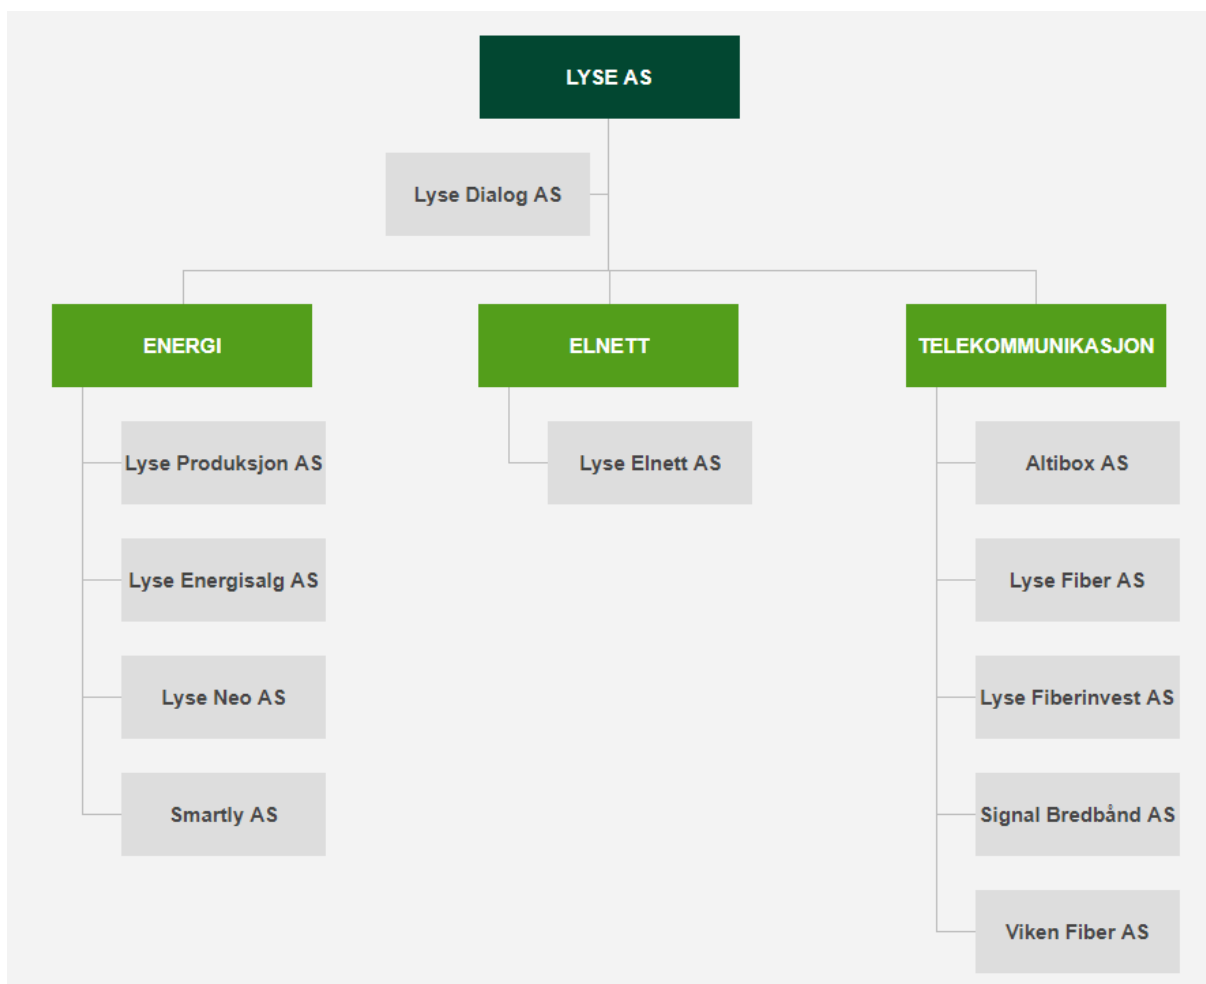 LYSE AS
Lyse Dialog AS
ENERGI
Lyse Produksjon AS
Lyse Energisalg AS
Lyse Neo AS
Smartly AS
ELNETT
Lyse Elnett AS
TELEKOMMUNIKASJON
Altibox AS
Lyse Fiber AS
Lyse Fiberinvest AS
Signal Bredbånd AS
Viken Fiber AS